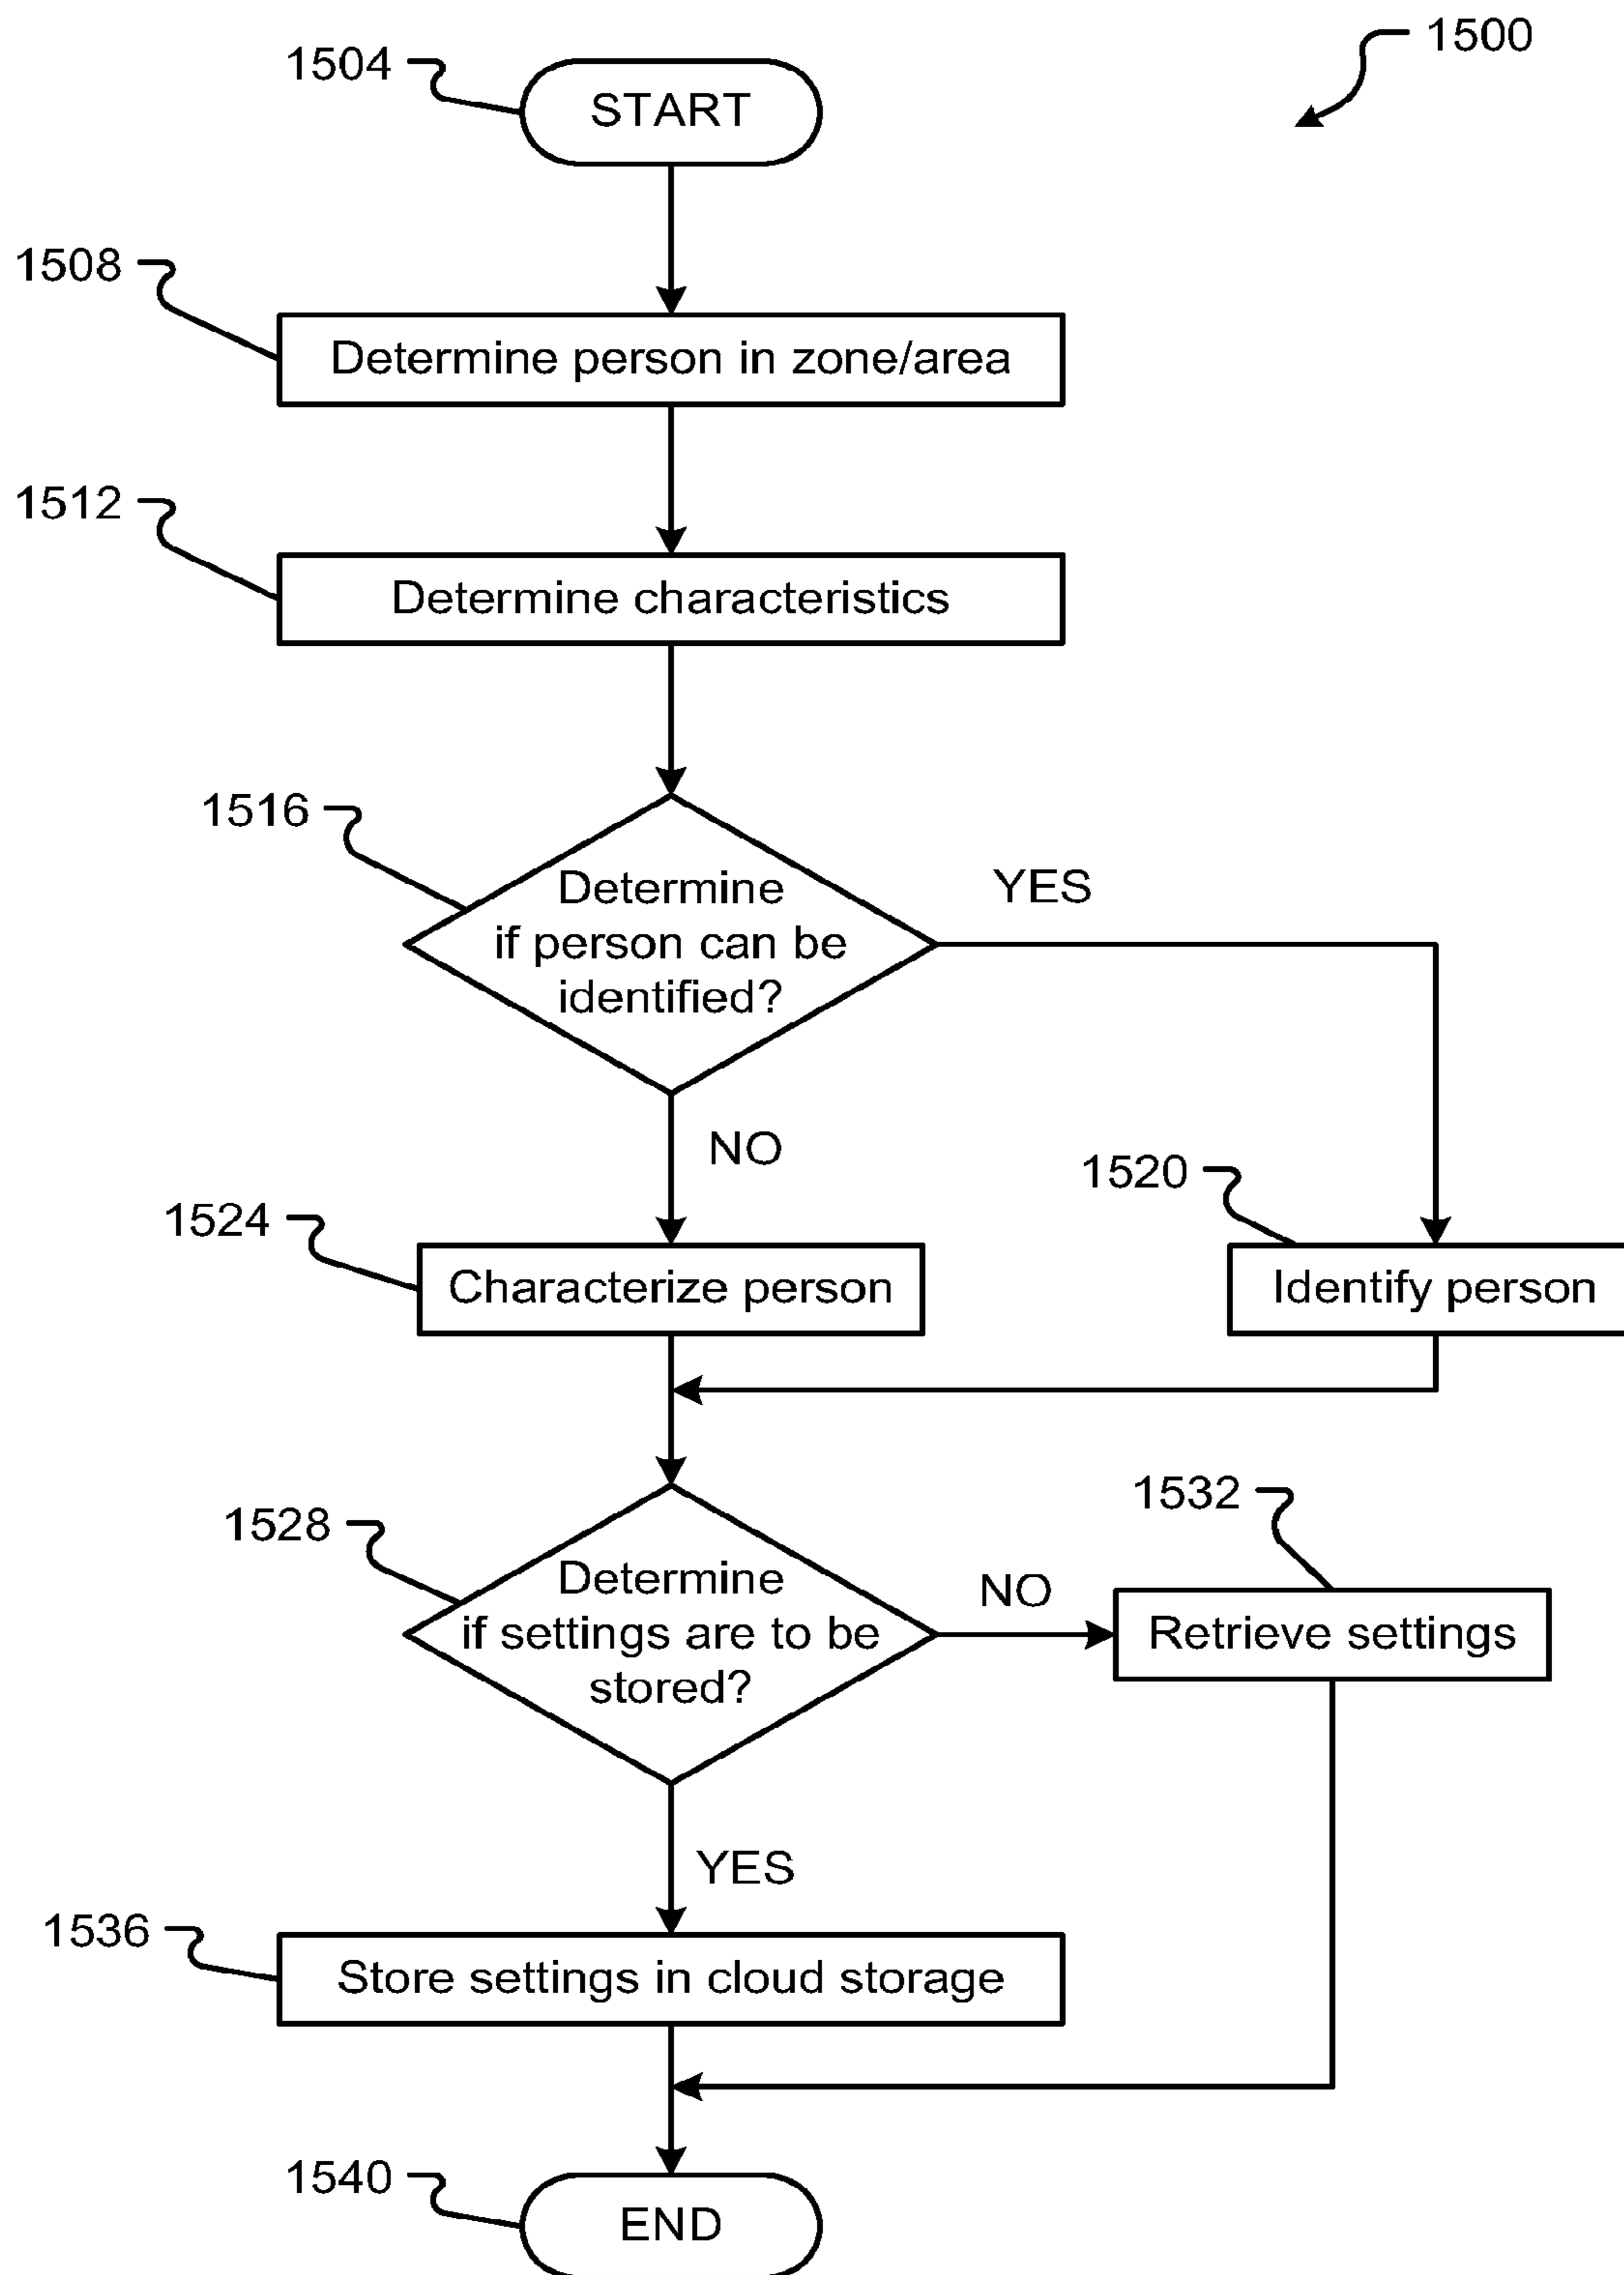 1500
1504
START
1508
Determine person in zone/area
1512
Determine characteristics
1516
Determine
if person can be
identified?
YES
NO
1520
1524
Characterize person
Identify person
1528
Determine
if settings are to be
stored?
NO
1532
Retrieve settings
YES
1536
Store settings in cloud storage
1540
END